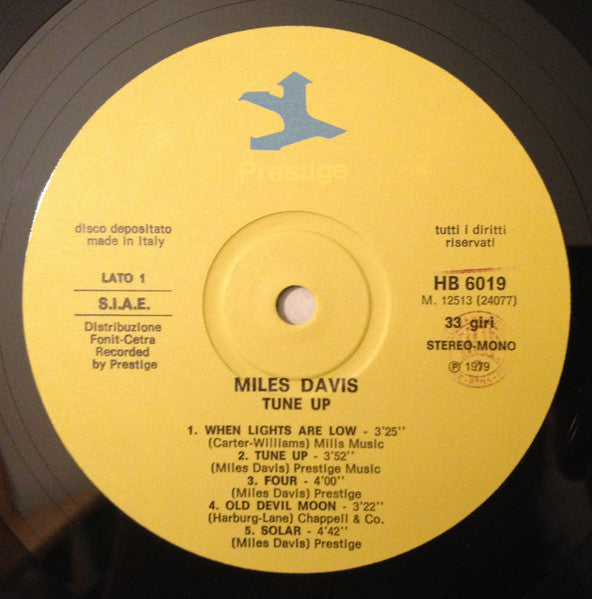 Prestige
disco depositato
made in Italy
LATO 1
S.I.A.E.
Distribuzione
Fonit-Cetra
Recorded
by Prestige
tutti i diritti
riservati
HB 6019
M. 12513 (24077)
33 giri
STEREO-MONO
Ⓟ 1979
MILES DAVIS
TUNE UP
1. WHEN LIGHTS ARE LOW - 3'25''
(Carter-Williams) Mills Music
2. TUNE UP - 3'52''
(Miles Davis) Prestige Music
3. FOUR - 4'00''
(Miles Davis) Prestige
4. OLD DEVIL MOON - 3'22''
(Harburg-Lane) Chappell & Co.
5. SOLAR - 4'42''
(Miles Davis) Prestige